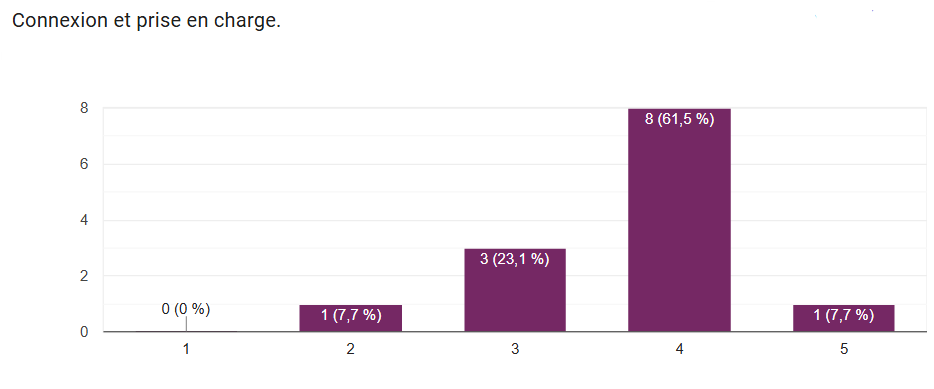 Connexion et prise en charge.
8
8 (61,5 %)
6
4
3 (23,1 %)
2
0 (0 %)
1 (7,7 %)
1 (7,7 %)
0
1 2 3 4 5